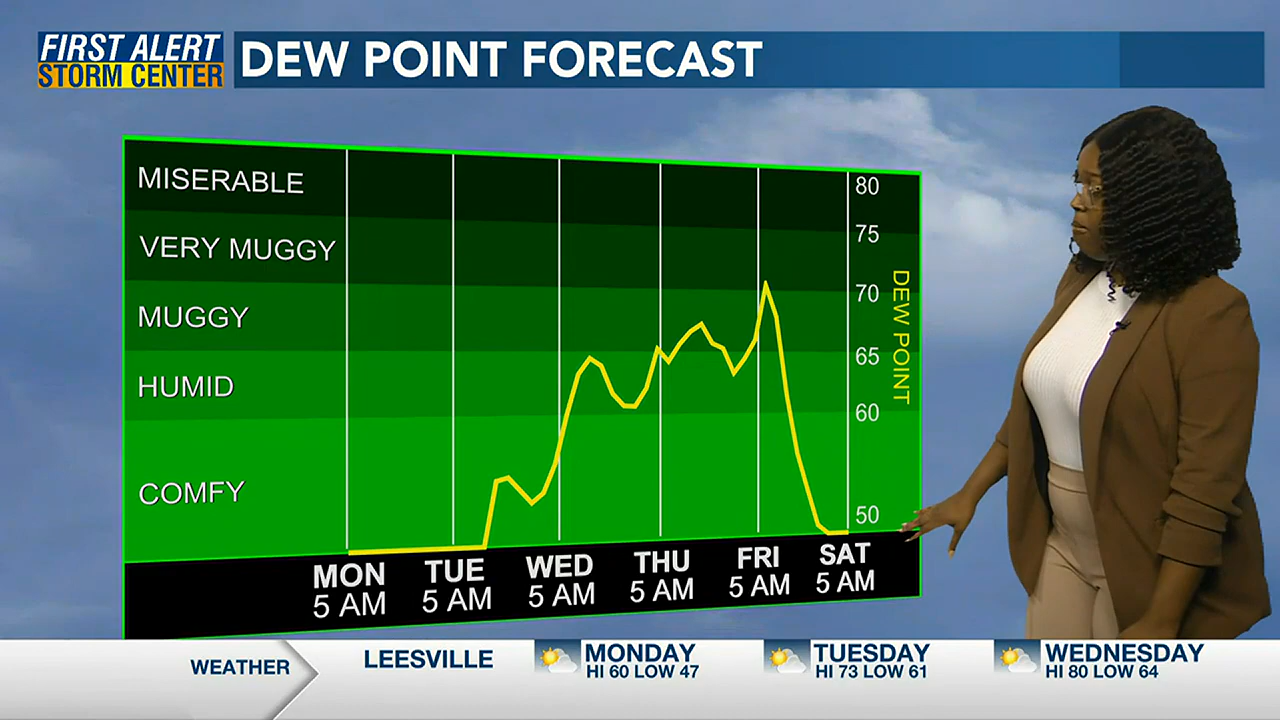 FIRST ALERT
STORM CENTER
DEW POINT FORECAST
MISERABLE
VERY MUGGY
MUGGY
HUMID
COMFY
80
75
70
65
60
50
DEW POINT
MON
5 AM
TUE
5 AM
WED
5 AM
THU
5 AM
FRI
5 AM
SAT
5 AM
WEATHER
LEESVILLE
MONDAY
HI 60 LOW 47
TUESDAY
HI 73 LOW 61
WEDNESDAY
HI 80 LOW 64